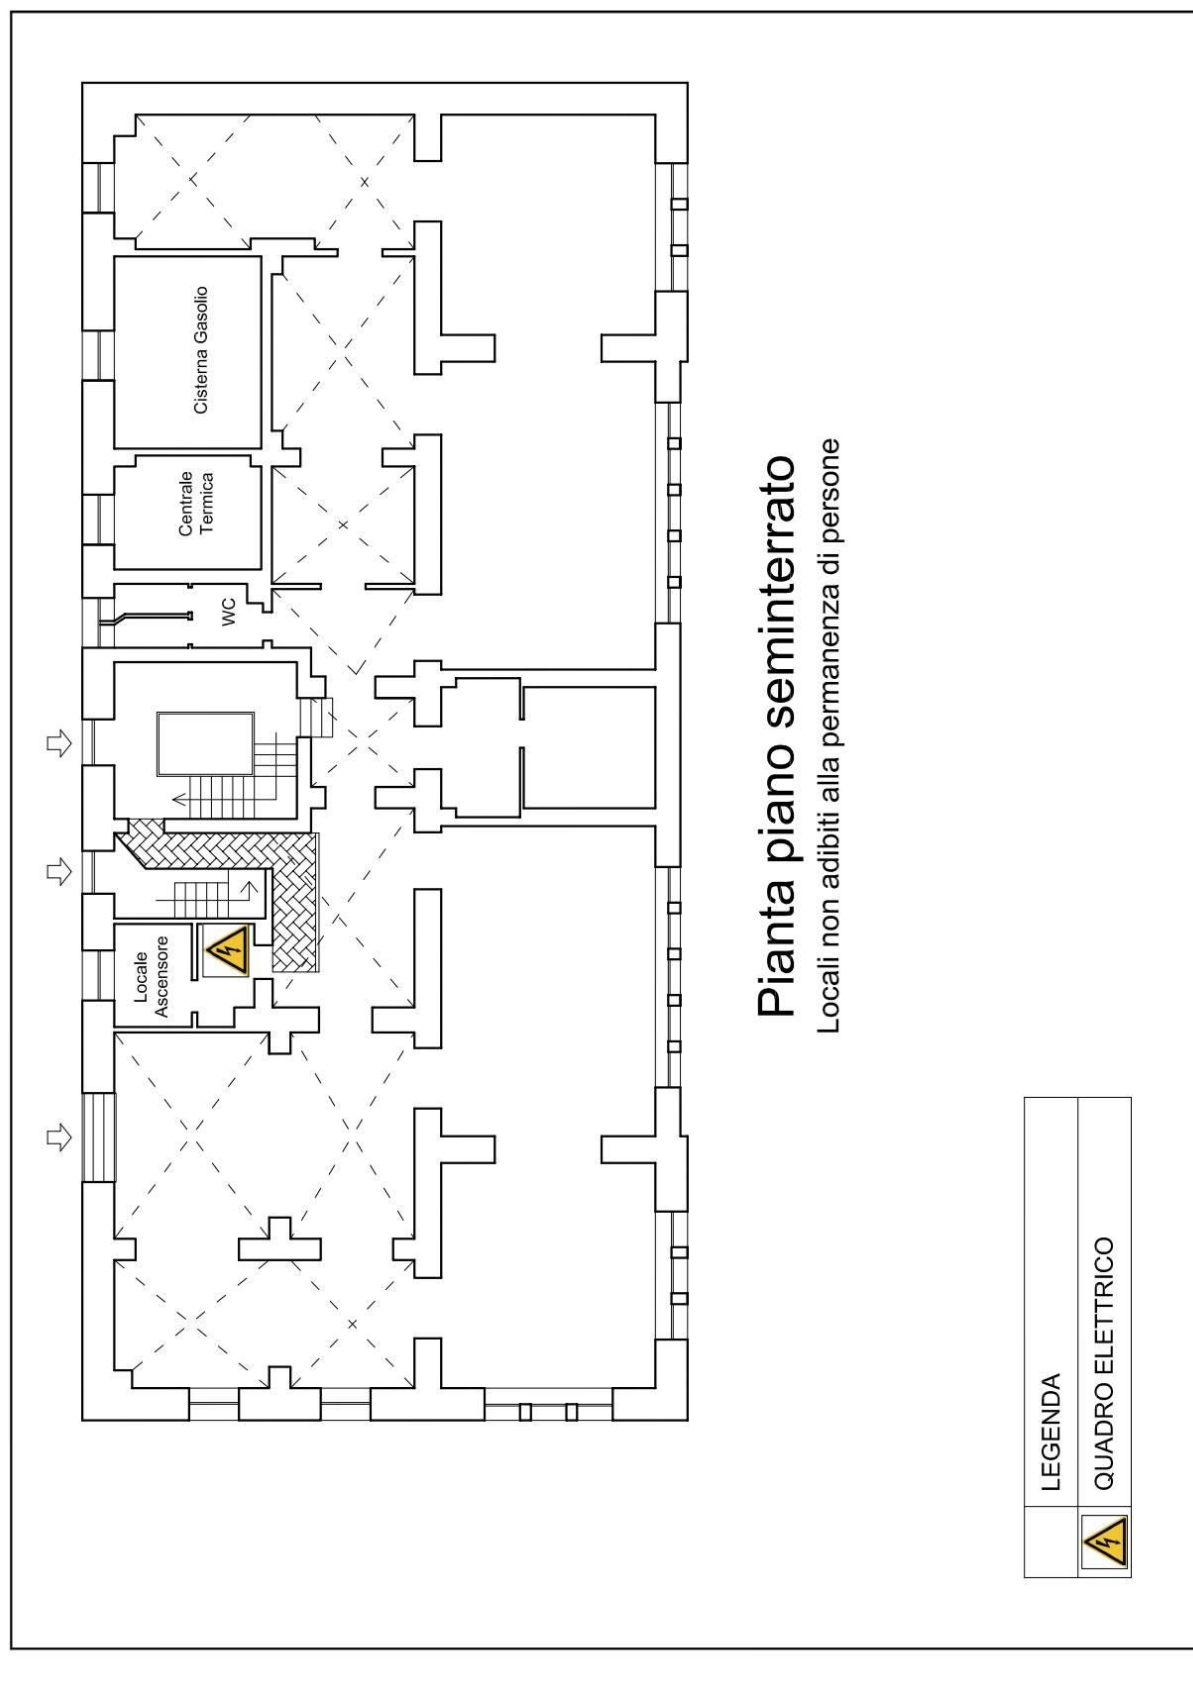 Locale
Ascensore
WC
Centrale
Termica
Cisterna Gasolio
Pianta piano seminterrato
Locali non adibiti alla permanenza di persone
LEGENDA
QUADRO ELETTRICO